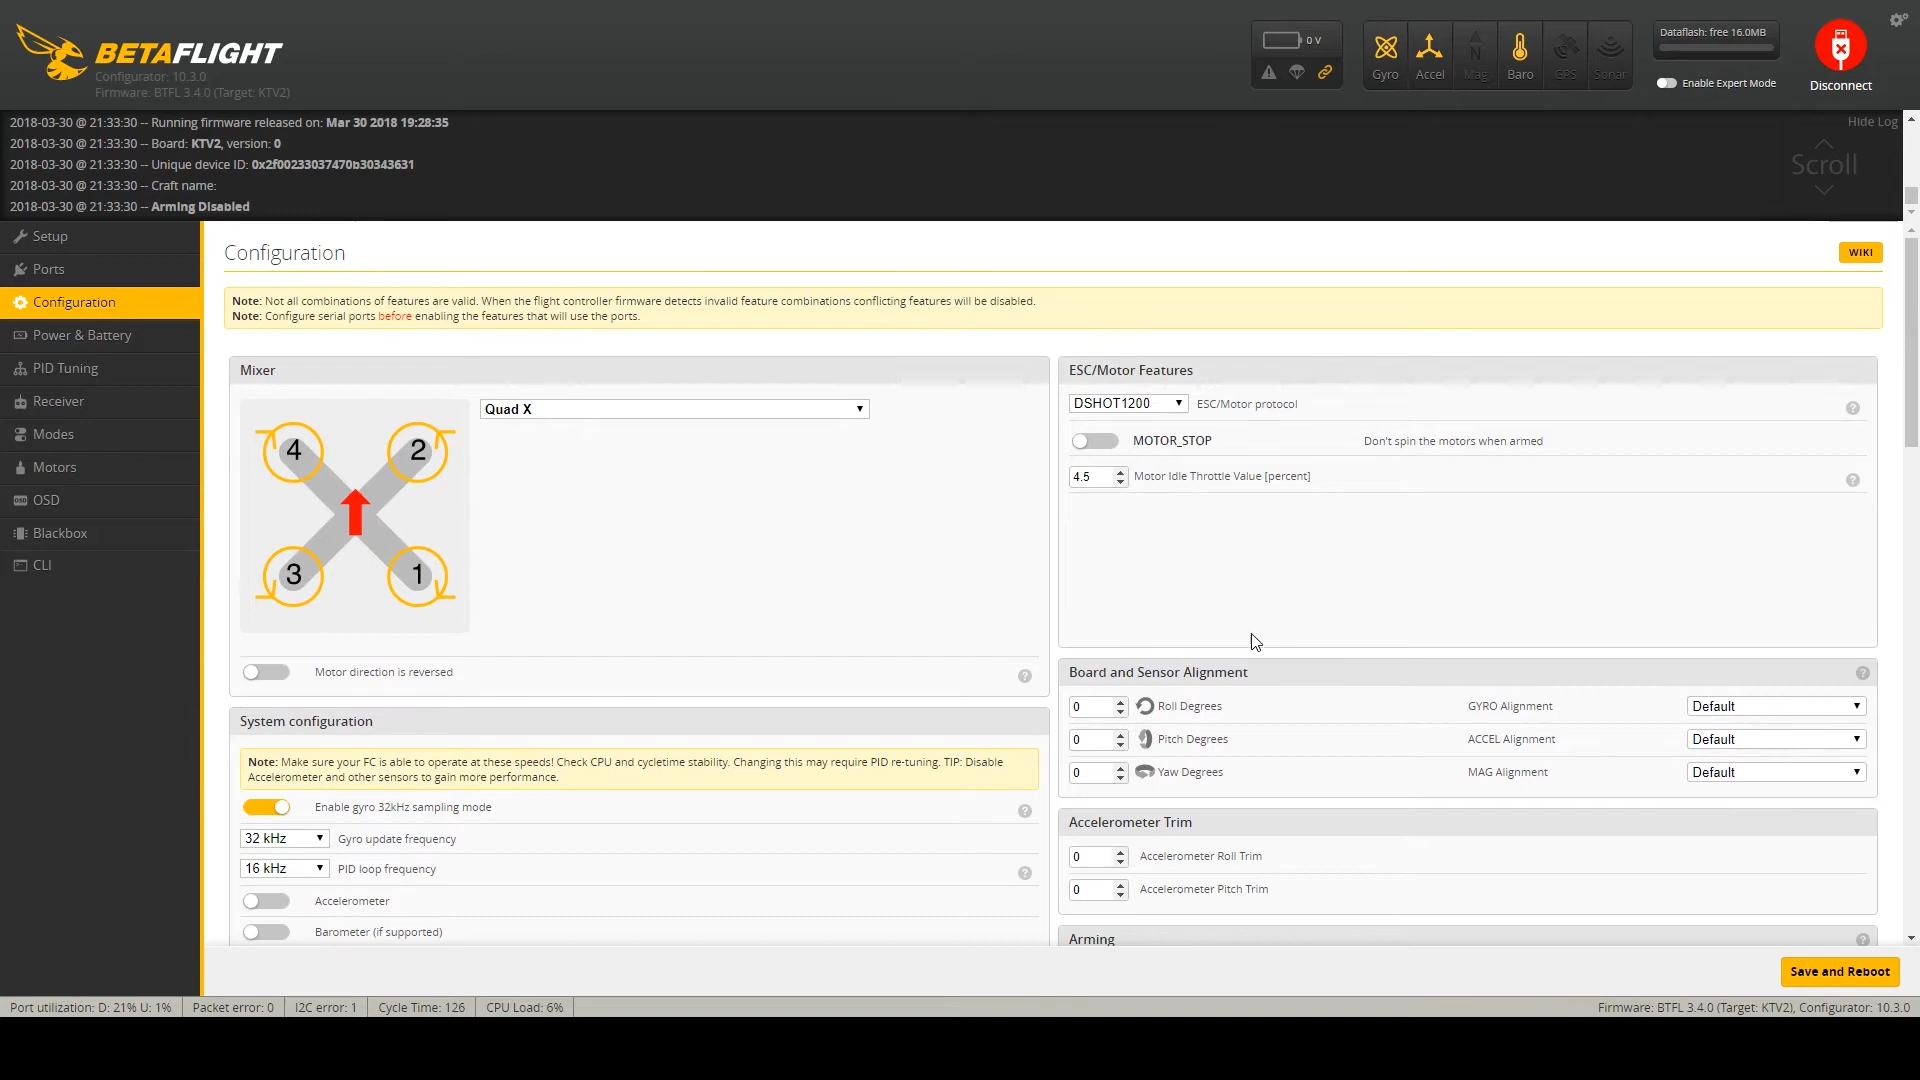 BETAFLIGHT
Configurator: 10.3.0
Firmware: BTFL 3.4.0 (Target: KTV2)
0 V
Gyro
Accel
Mag
Baro
GPS
Sonar
Dataflash: free 16.0MB
Enable Expert Mode
Disconnect
2018-03-30 @ 21:33:30 -- Running firmware released on: Mar 30 2018 19:28:35
2018-03-30 @ 21:33:30 -- Board: KTV2, version: 0
2018-03-30 @ 21:33:30 -- Unique device ID: 0x2f00233037470b30343631
2018-03-30 @ 21:33:30 -- Craft name:
2018-03-30 @ 21:33:30 -- Arming Disabled
Hide Log
Scroll
Setup
Ports
Configuration
Power & Battery
PID Tuning
Receiver
Modes
Motors
OSD
Blackbox
CLI
Configuration
WIKI
Note: Not all combinations of features are valid. When the flight controller firmware detects invalid feature combinations conflicting features will be disabled.
Note: Configure serial ports before enabling the features that will use the ports.
Mixer
Quad X
4 2
3 1
Motor direction is reversed
System configuration
Note: Make sure your FC is able to operate at these speeds! Check CPU and cycletime stability. Changing this may require PID re-tuning. TIP: Disable
Accelerometer and other sensors to gain more performance.
Enable gyro 32kHz sampling mode
32 kHz Gyro update frequency
16 kHz PID loop frequency
Accelerometer
Barometer (if supported)
ESC/Motor Features
DSHOT1200 ESC/Motor protocol
MOTOR_STOP Don't spin the motors when armed
4.5 Motor Idle Throttle Value [percent]
Board and Sensor Alignment
0 Roll Degrees GYRO Alignment Default
0 Pitch Degrees ACCEL Alignment Default
0 Yaw Degrees MAG Alignment Default
Accelerometer Trim
0 Accelerometer Roll Trim
0 Accelerometer Pitch Trim
Arming
Save and Reboot
Port utilization: D: 21% U: 1% Packet error: 0 I2C error: 1 Cycle Time: 126 CPU Load: 6% Firmware: BTFL 3.4.0 (Target: KTV2), Configurator: 10.3.0